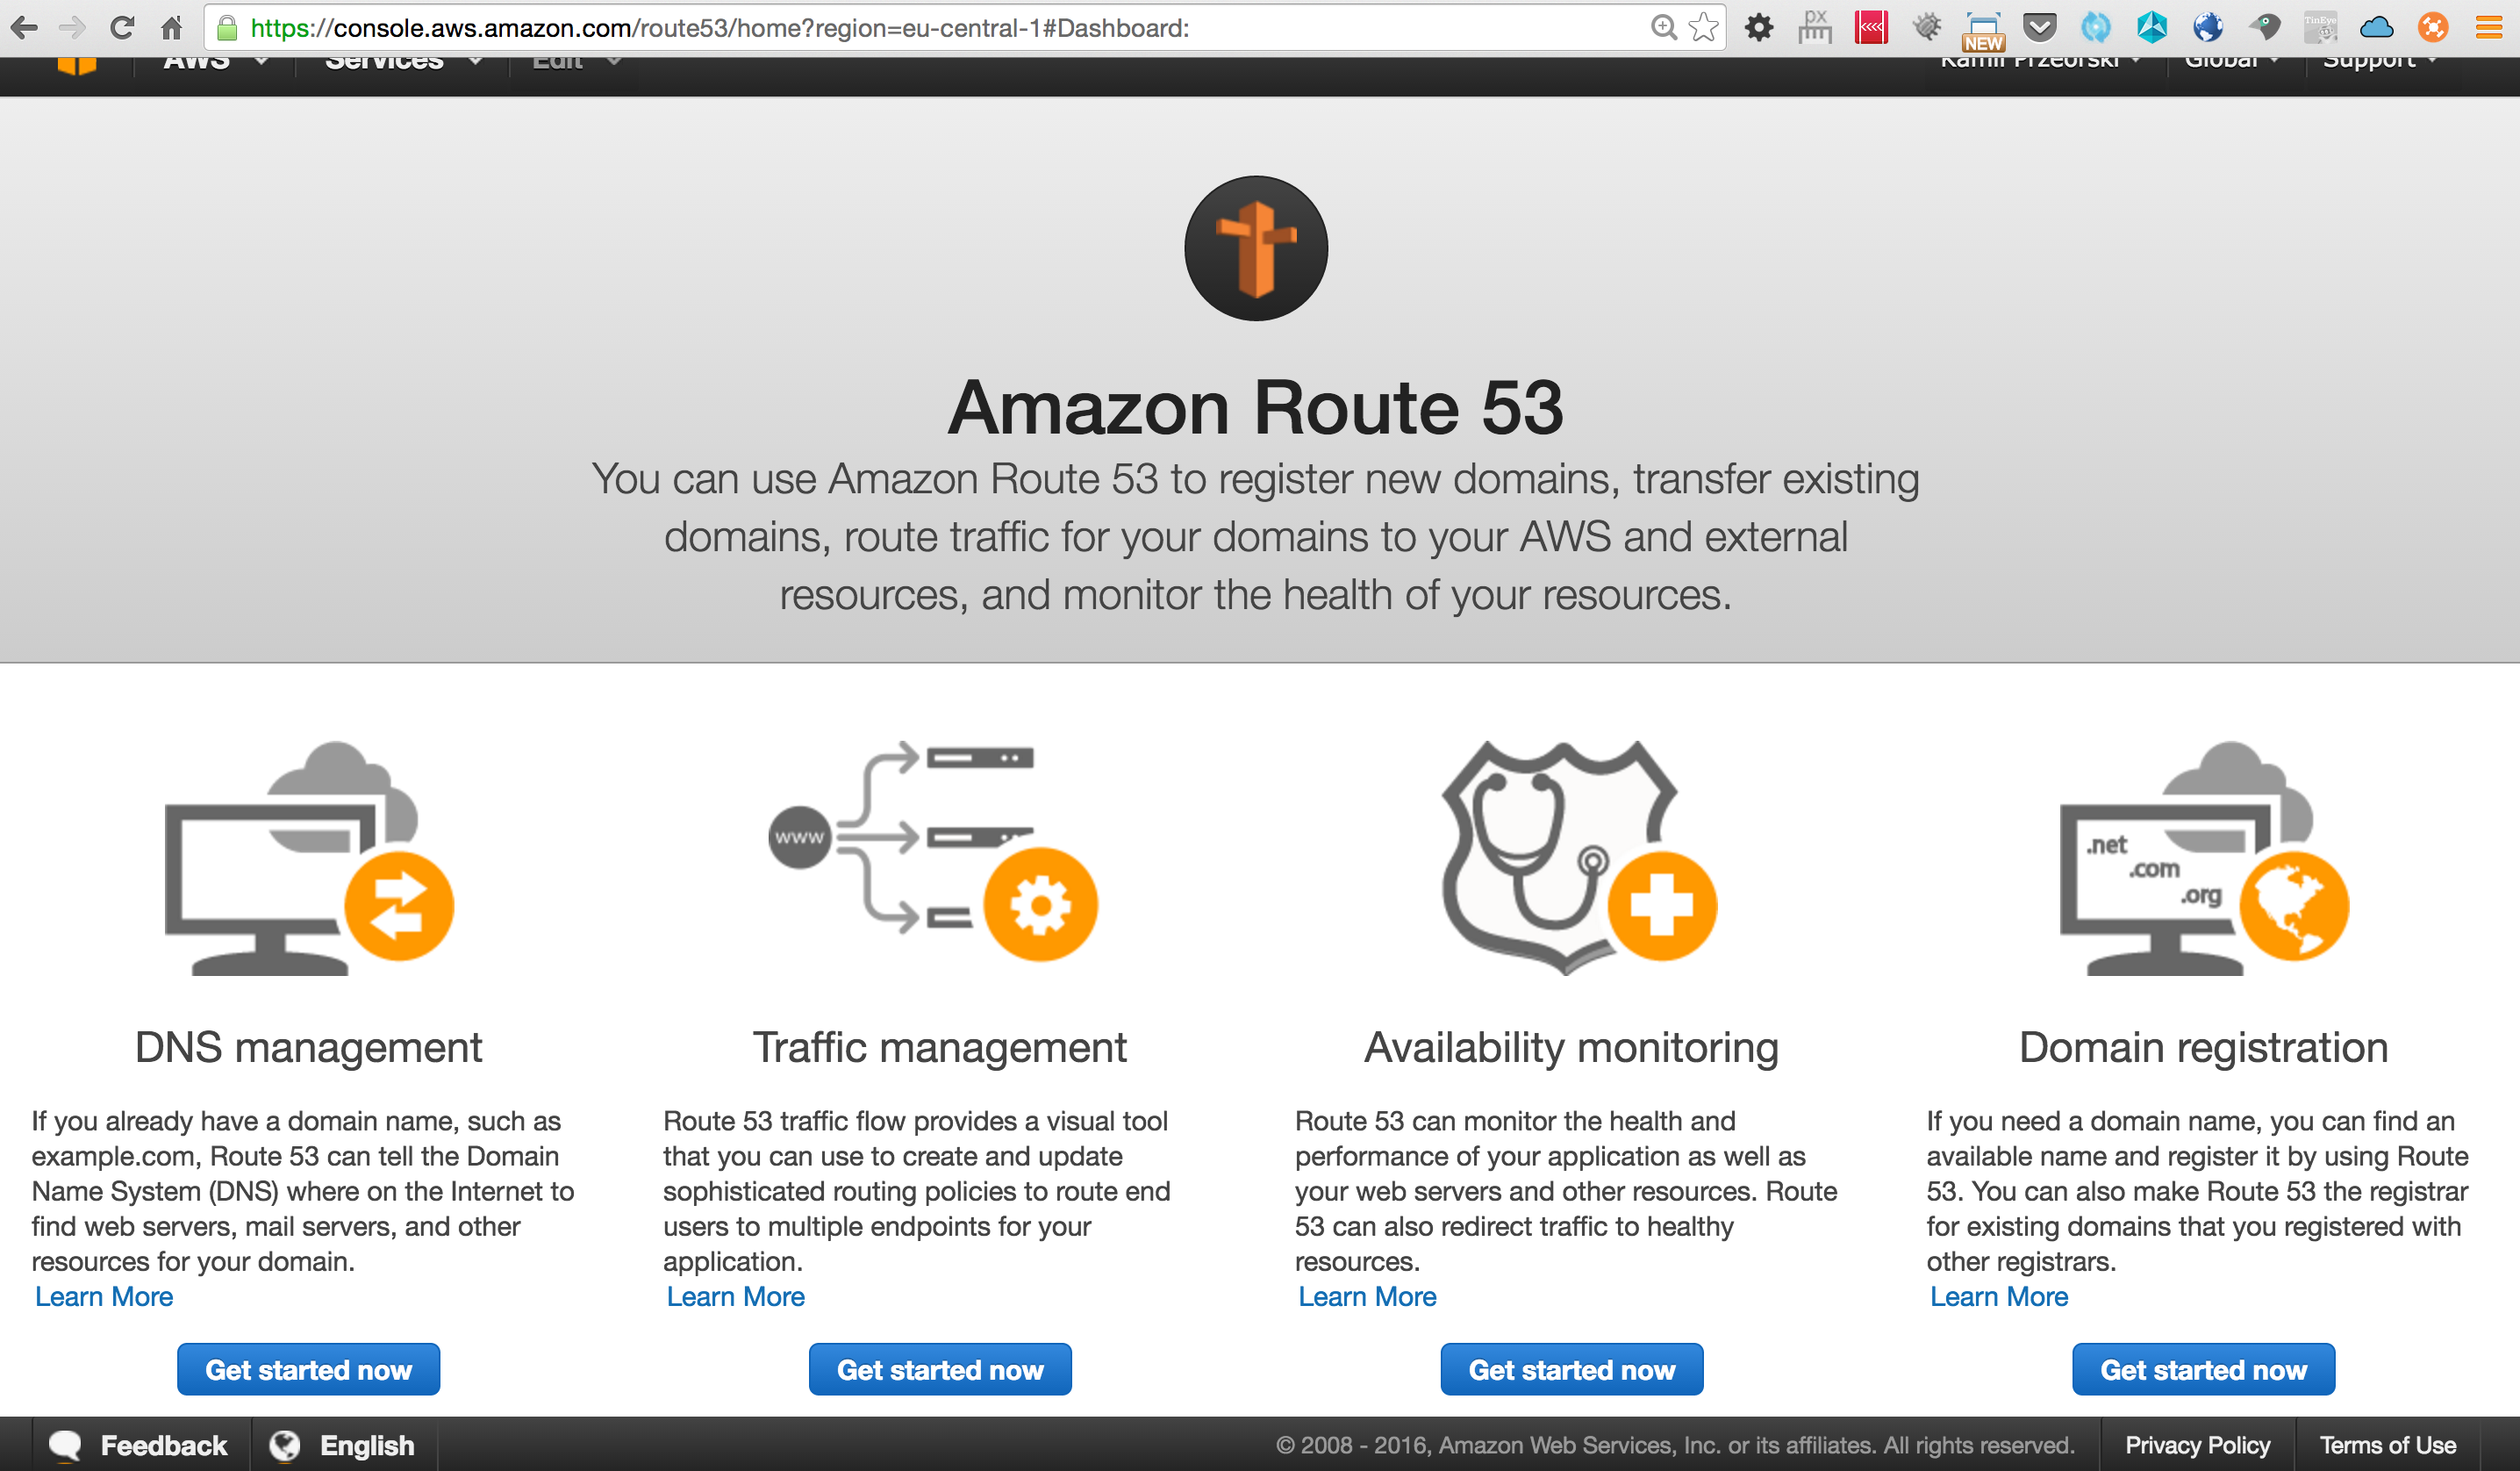 https://console.aws.amazon.com/route53/home?region=eu-central-1#Dashboard:
px
NEW
TinEye
AWS
Services
Edit
Kamil Przeorski
Global
Support
Amazon Route 53
You can use Amazon Route 53 to register new domains, transfer existing
domains, route traffic for your domains to your AWS and external
resources, and monitor the health of your resources.
www
.net
.com
.org
DNS management
If you already have a domain name, such as
example.com, Route 53 can tell the Domain
Name System (DNS) where on the Internet to
find web servers, mail servers, and other
resources for your domain.
Learn More
Get started now
Traffic management
Route 53 traffic flow provides a visual tool
that you can use to create and update
sophisticated routing policies to route end
users to multiple endpoints for your
application.
Learn More
Get started now
Availability monitoring
Route 53 can monitor the health and
performance of your application as well as
your web servers and other resources. Route
53 can also redirect traffic to healthy
resources.
Learn More
Get started now
Domain registration
If you need a domain name, you can find an
available name and register it by using Route
53. You can also make Route 53 the registrar
for existing domains that you registered with
other registrars.
Learn More
Get started now
Feedback
English
© 2008 - 2016, Amazon Web Services, Inc. or its affiliates. All rights reserved.
Privacy Policy
Terms of Use